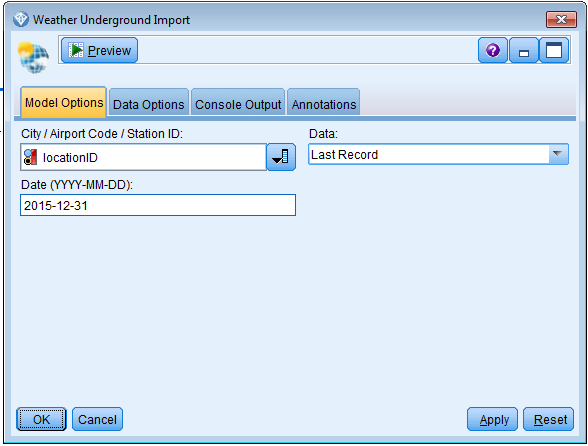 Weather Underground Import
Preview
?
Model Options Data Options Console Output Annotations
City / Airport Code / Station ID: Data:
locationID Last Record
Date (YYYY-MM-DD):
2015-12-31
OK Cancel Apply Reset